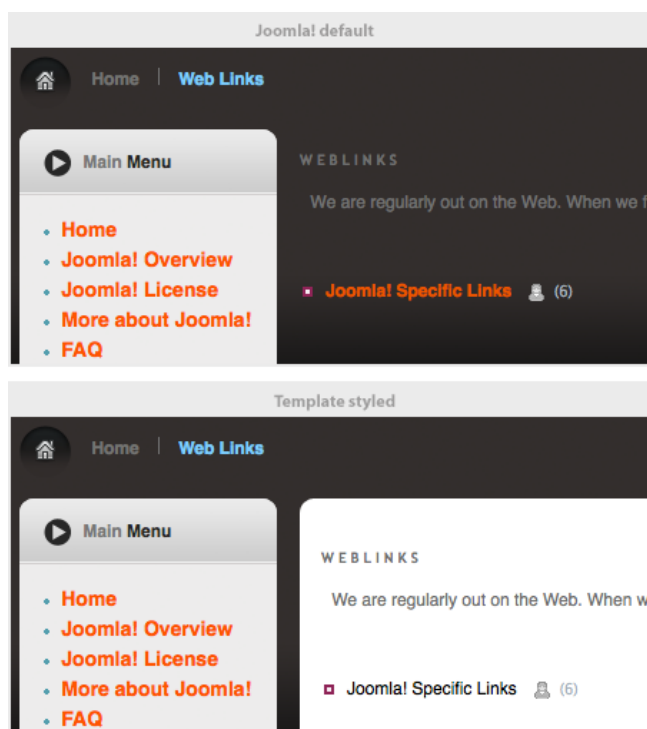 Joomla! default
Home Web Links
Main Menu
Home
Joomla! Overview
Joomla! License
More about Joomla!
FAQ
WEBLINKS
We are regularly out on the Web. When we
Joomla! Specific Links (6)
Template styled
Home Web Links
Main Menu
Home
Joomla! Overview
Joomla! License
More about Joomla!
FAQ
WEBLINKS
We are regularly out on the Web. When
Joomla! Specific Links (6)